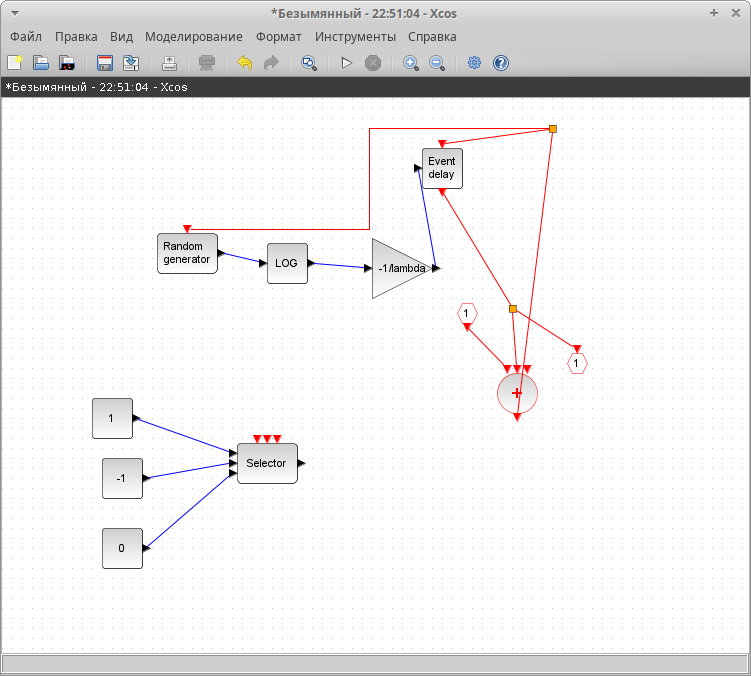 *Безымянный - 22:51:04 - Xcos
Файл Правка Вид Моделирование Формат Инструменты Справка
*Безымянный - 22:51:04 - Xcos
Event
delay
Random
generator
LOG
-1/lambda
1
1
+
1
Selector
-1
0